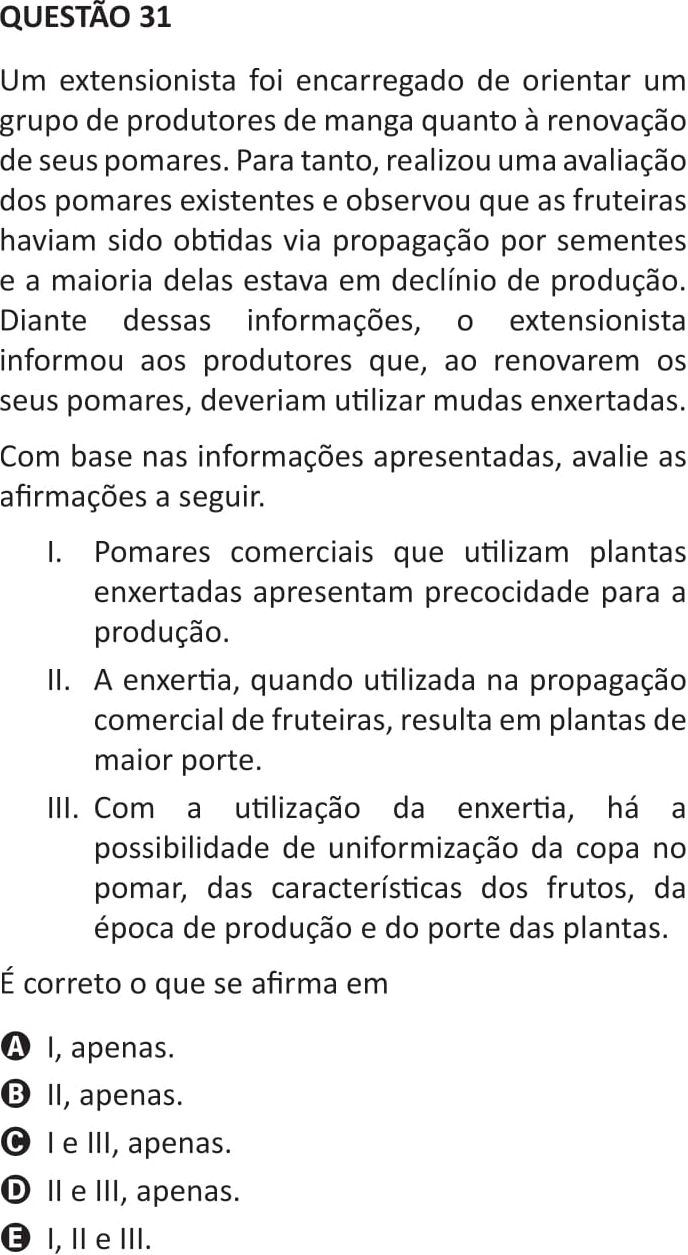 QUESTÃO 31
Um extensionista foi encarregado de orientar um
grupo de produtores de manga quanto à renovação
de seus pomares. Para tanto, realizou uma avaliação
dos pomares existentes e observou que as fruteiras
haviam sido obtidas via propagação por sementes
e a maioria delas estava em declínio de produção.
Diante dessas informações, o extensionista
informou aos produtores que, ao renovarem os
seus pomares, deveriam utilizar mudas enxertadas.
Com base nas informações apresentadas, avalie as
afirmações a seguir.
I. Pomares comerciais que utilizam plantas
enxertadas apresentam precocidade para a
produção.
II. A enxertia, quando utilizada na propagação
comercial de fruteiras, resulta em plantas de
maior porte.
III. Com a utilização da enxertia, há a
possibilidade de uniformização da copa no
pomar, das características dos frutos, da
época de produção e do porte das plantas.
É correto o que se afirma em
A I, apenas.
B II, apenas.
C I e III, apenas.
D II e III, apenas.
E I, II e III.